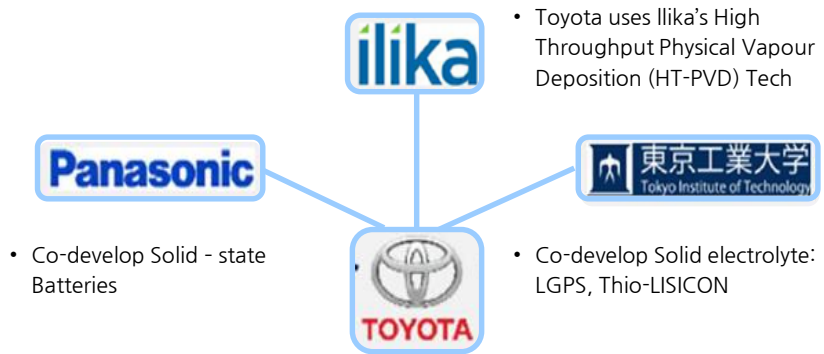 ilika
• Toyota uses Ilika’s High
Throughput Physical Vapour
Deposition (HT-PVD) Tech
Panasonic
東京工業大学
Tokyo Institute of Technology
• Co-develop Solid - state
Batteries
TOYOTA
• Co-develop Solid electrolyte:
LGPS, Thio-LISICON